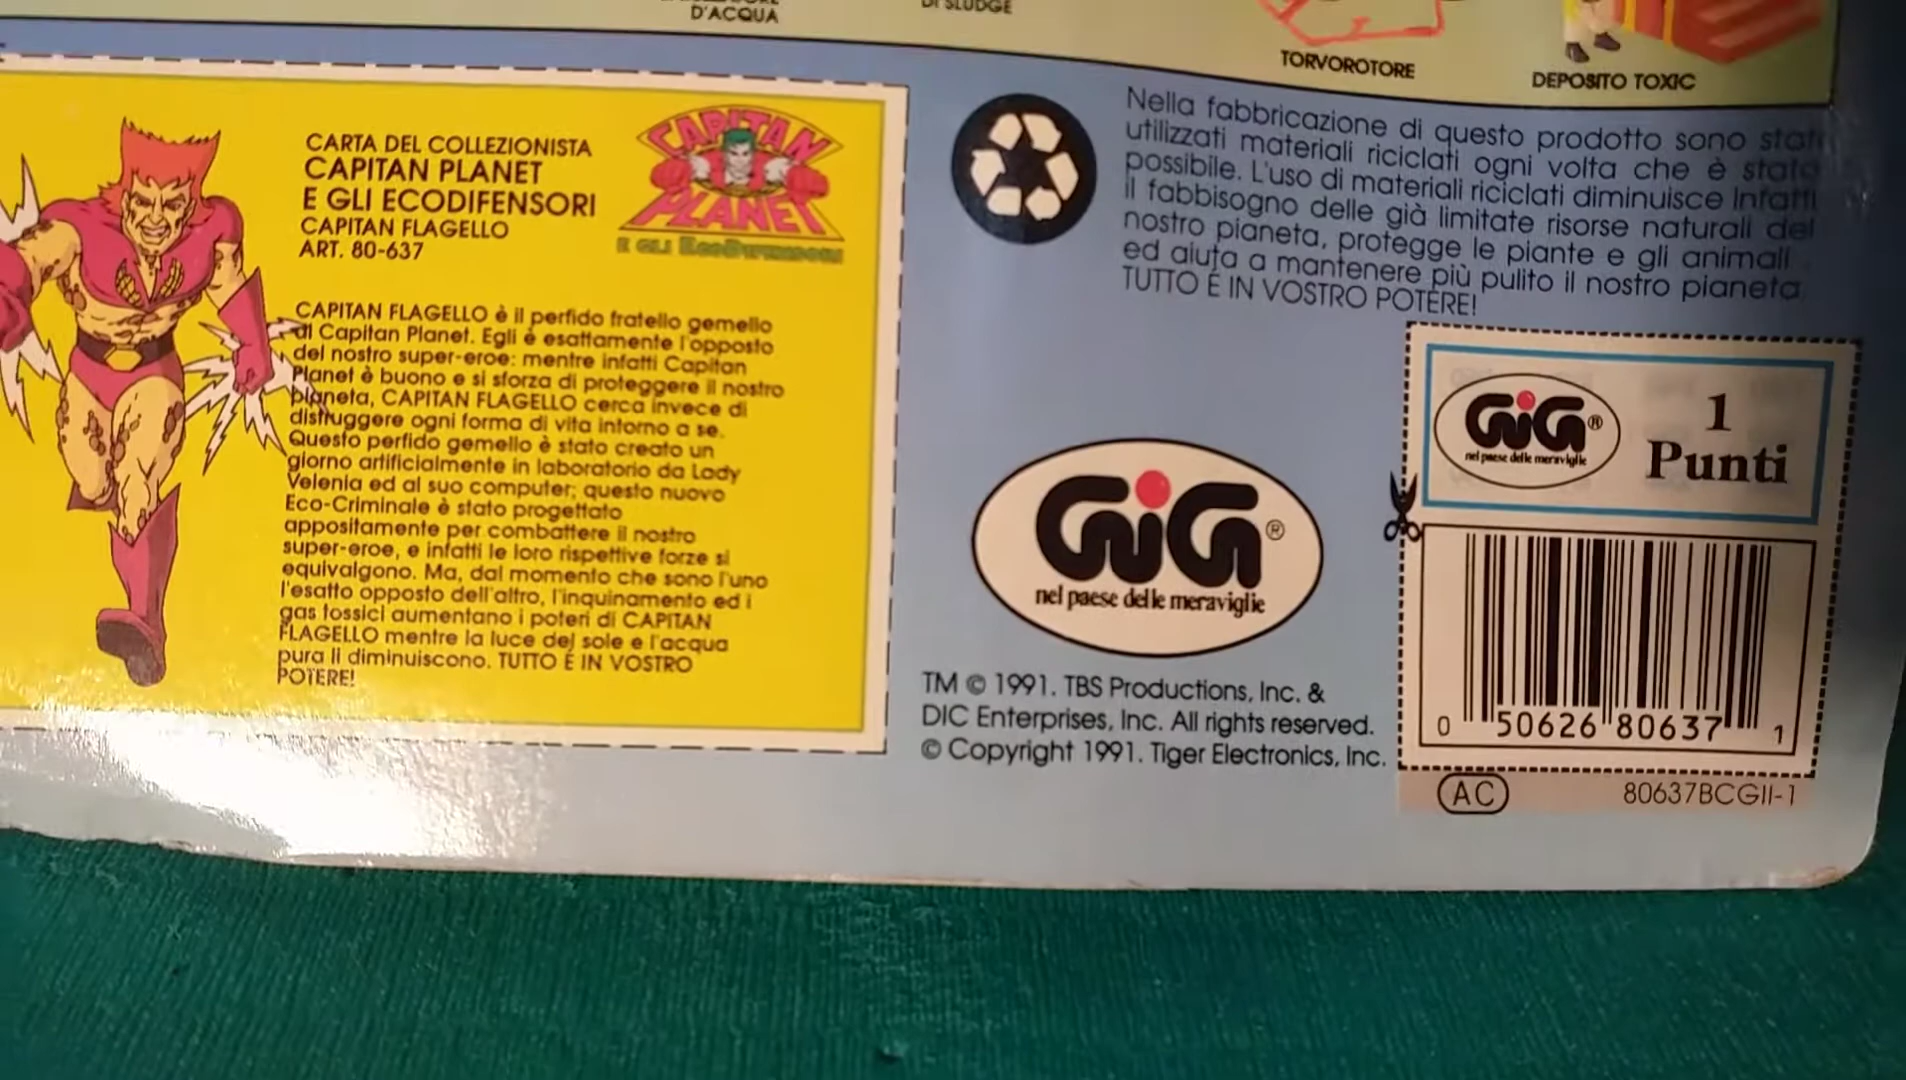 D'ACQUA
DI SLUDGE
TORVOROTORE
DEPOSITO TOXIC
CARTA DEL COLLEZIONISTA
CAPITAN PLANET
E GLI ECODIFENSORI
CAPITAN FLAGELLO
ART. 80-637
CAPITAN PLANET
E GLI ECODIFENSORI
CAPITAN FLAGELLO è il perfido fratello gemello
di Capitan Planet. Egli è esattamente l'opposto
del nostro super-eroe: mentre infatti Capitan
Planet è buono e si sforza di proteggere il nostro
pianeta, CAPITAN FLAGELLO cerca invece di
distruggere ogni forma di vita intorno a se.
Questo perfido gemello è stato creato un
giorno artificialmente in laboratorio da Lady
Velenia ed al suo computer; questo nuovo
Eco-Criminale è stato progettato
appositamente per combattere il nostro
super-eroe, e infatti le loro rispettive forze si
equivalgono. Ma, dal momento che sono l'uno
l'esatto opposto dell'altro, l'inquinamento ed i
gas tossici aumentano i poteri di CAPITAN
FLAGELLO mentre la luce del sole e l'acqua
pura li diminuiscono. TUTTO É IN VOSTRO
POTERE!
Nella fabbricazione di questo prodotto sono stati
utilizzati materiali riciclati ogni volta che è stato
possibile. L'uso di materiali riciclati diminuisce infatti
il fabbisogno delle già limitate risorse naturali del
nostro pianeta, protegge le piante e gli animali
ed aiuta a mantenere più pulito il nostro pianeta.
TUTTO É IN VOSTRO POTERE!
GiG®
nel paese delle meraviglie
TM © 1991. TBS Productions, Inc. &
DIC Enterprises, Inc. All rights reserved.
© Copyright 1991. Tiger Electronics, Inc.
GiG®
nel paese delle meraviglie
1
Punti
0 50626 80637 1
AC 80637BCGII-1